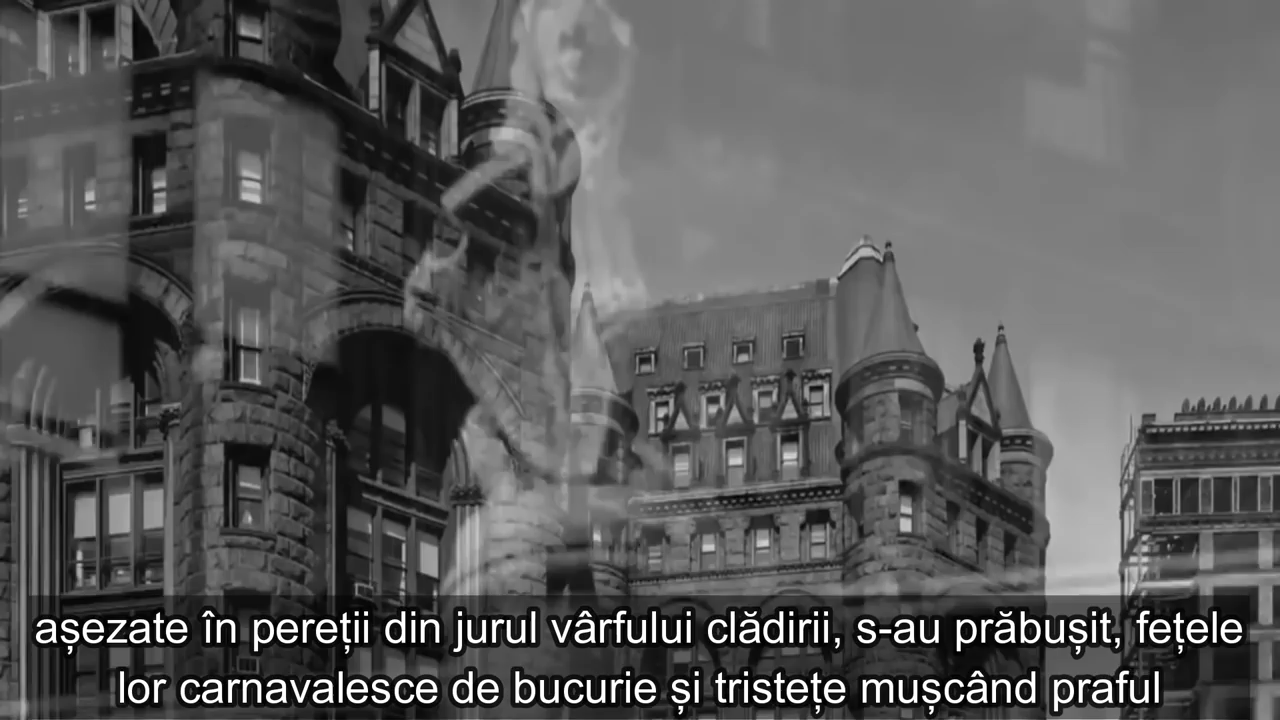 așezate în pereții din jurul vârfului clădirii, s-au prăbușit, fețele
lor carnavalesce de bucurie și tristețe mușcând praful